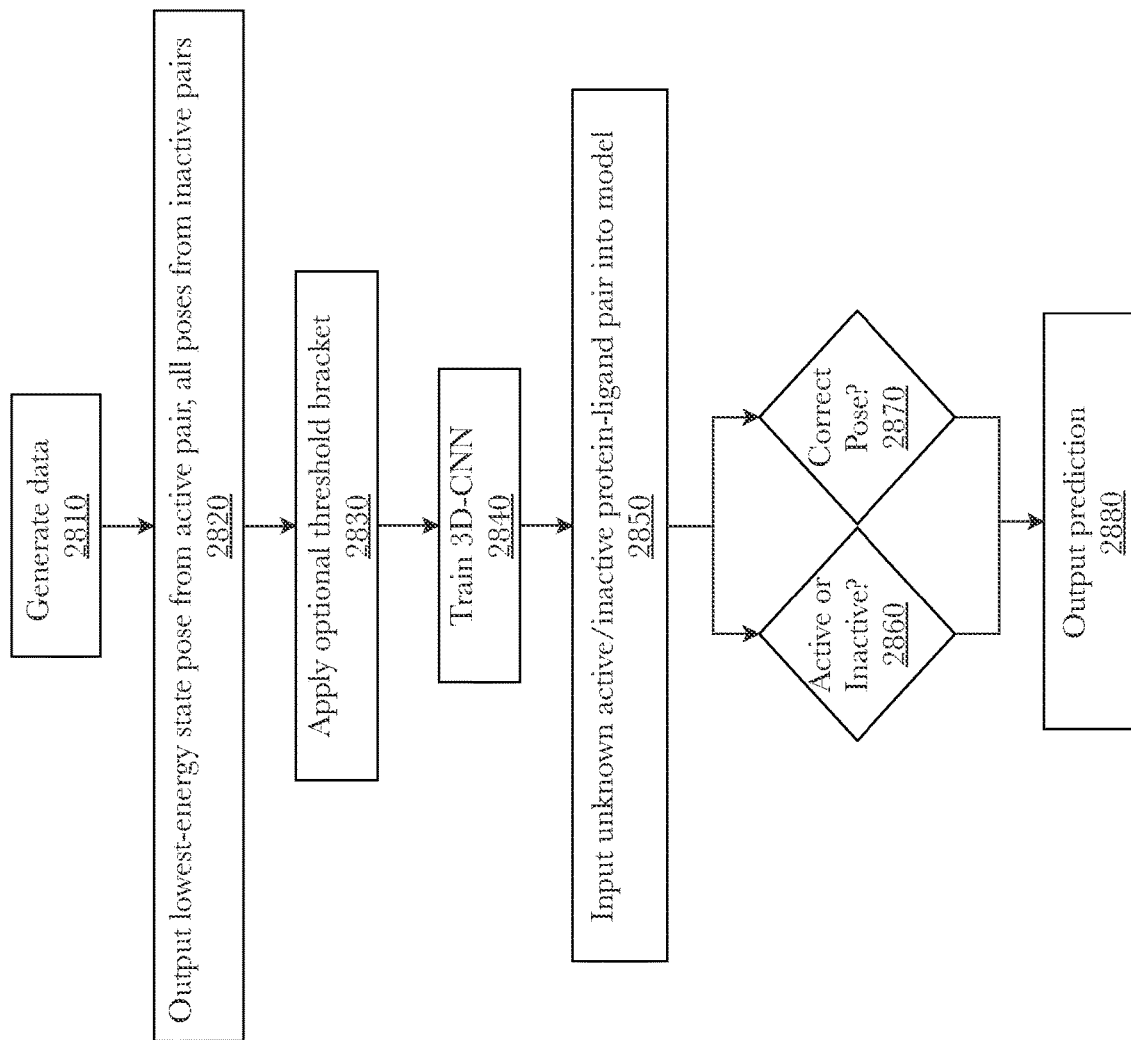 Generate data
2810
Output lowest-energy state pose from active pair, all poses from inactive pairs
2820
Apply optional threshold bracket
2830
Train 3D-CNN
2840
Input unknown active/inactive protein-ligand pair into model
2850
Active or
Inactive?
2860
Correct
Pose?
2870
Output prediction
2880